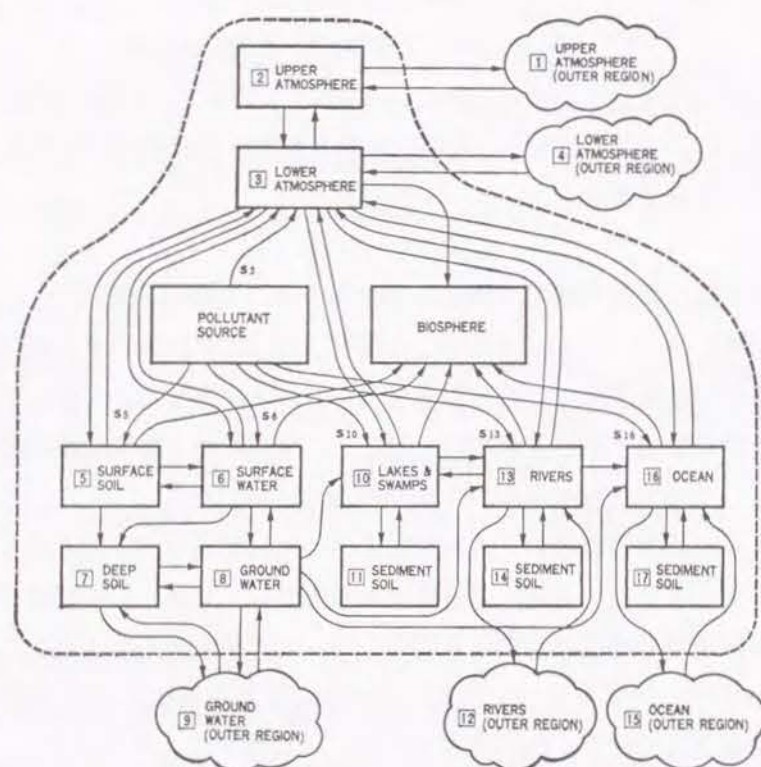 1 UPPER
ATMOSPHERE
(OUTER REGION)
2 UPPER
ATMOSPHERE
3 LOWER
ATMOSPHERE
4 LOWER
ATMOSPHERE
(OUTER REGION)
S3
POLLUTANT
SOURCE
BIOSPHERE
S5
S6
S10
S13
S16
5 SURFACE
SOIL
6 SURFACE
WATER
10 LAKES &
SWAMPS
13 RIVERS
16 OCEAN
7 DEEP
SOIL
8 GROUND
WATER
11 SEDIMENT
SOIL
14 SEDIMENT
SOIL
17 SEDIMENT
SOIL
9 GROUND
WATER
(OUTER REGION)
12 RIVERS
(OUTER REGION)
15 OCEAN
(OUTER REGION)